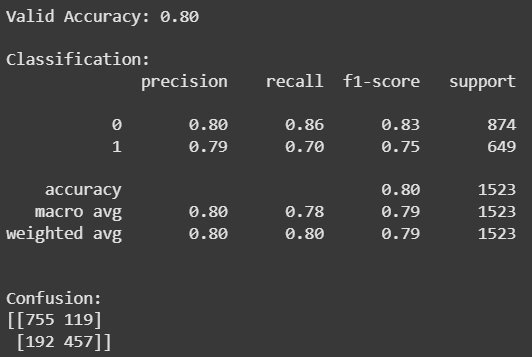 Valid Accuracy: 0.80
Classification:
precision recall f1-score support
0 0.80 0.86 0.83 874
1 0.79 0.70 0.75 649
accuracy 0.80 1523
macro avg 0.80 0.78 0.79 1523
weighted avg 0.80 0.80 0.79 1523
Confusion:
[[755 119]
[192 457]]